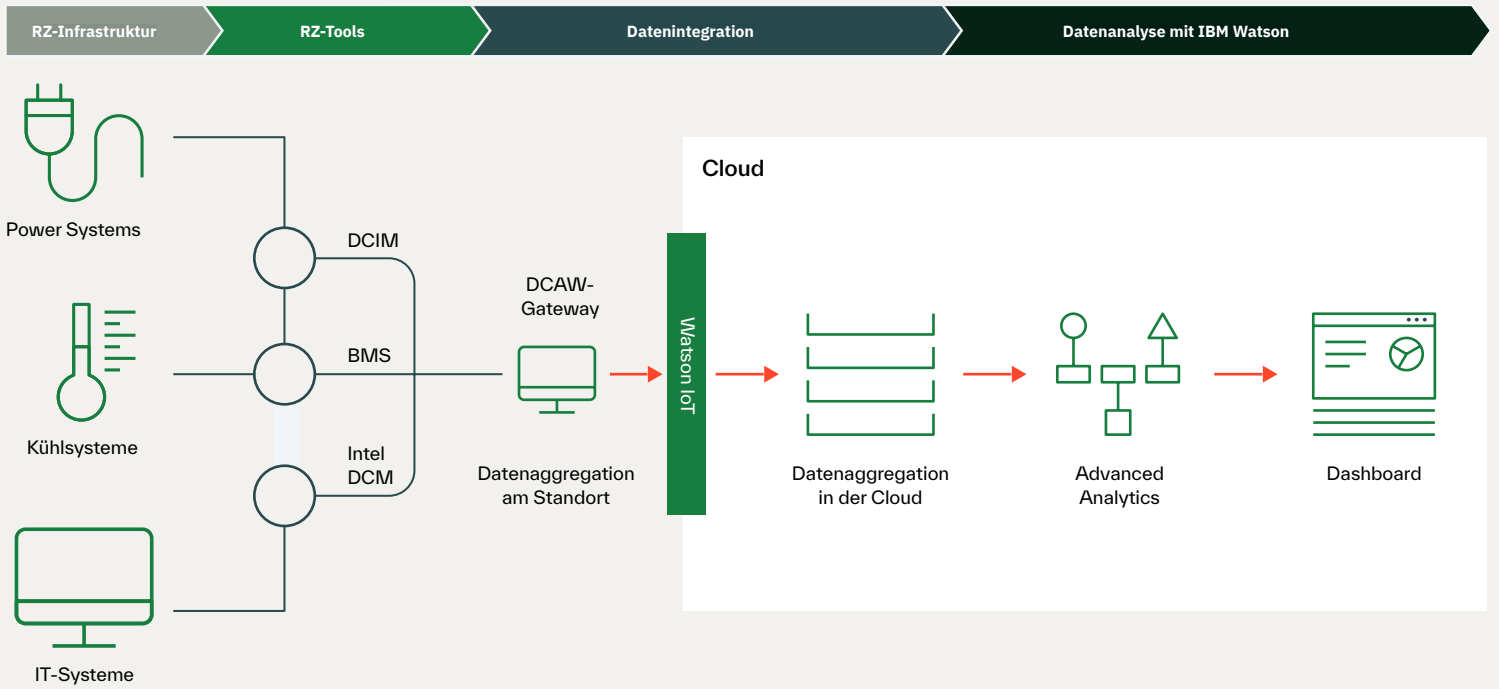 RZ-Infrastruktur
RZ-Tools
Datenintegration
Datenanalyse mit IBM Watson
Power Systems
Kühlsysteme
IT-Systeme
DCIM
BMS
Intel
DCM
DCAW-
Gateway
Datenaggregation
am Standort
Watson IoT
Cloud
Datenaggregation
in der Cloud
Advanced
Analytics
Dashboard